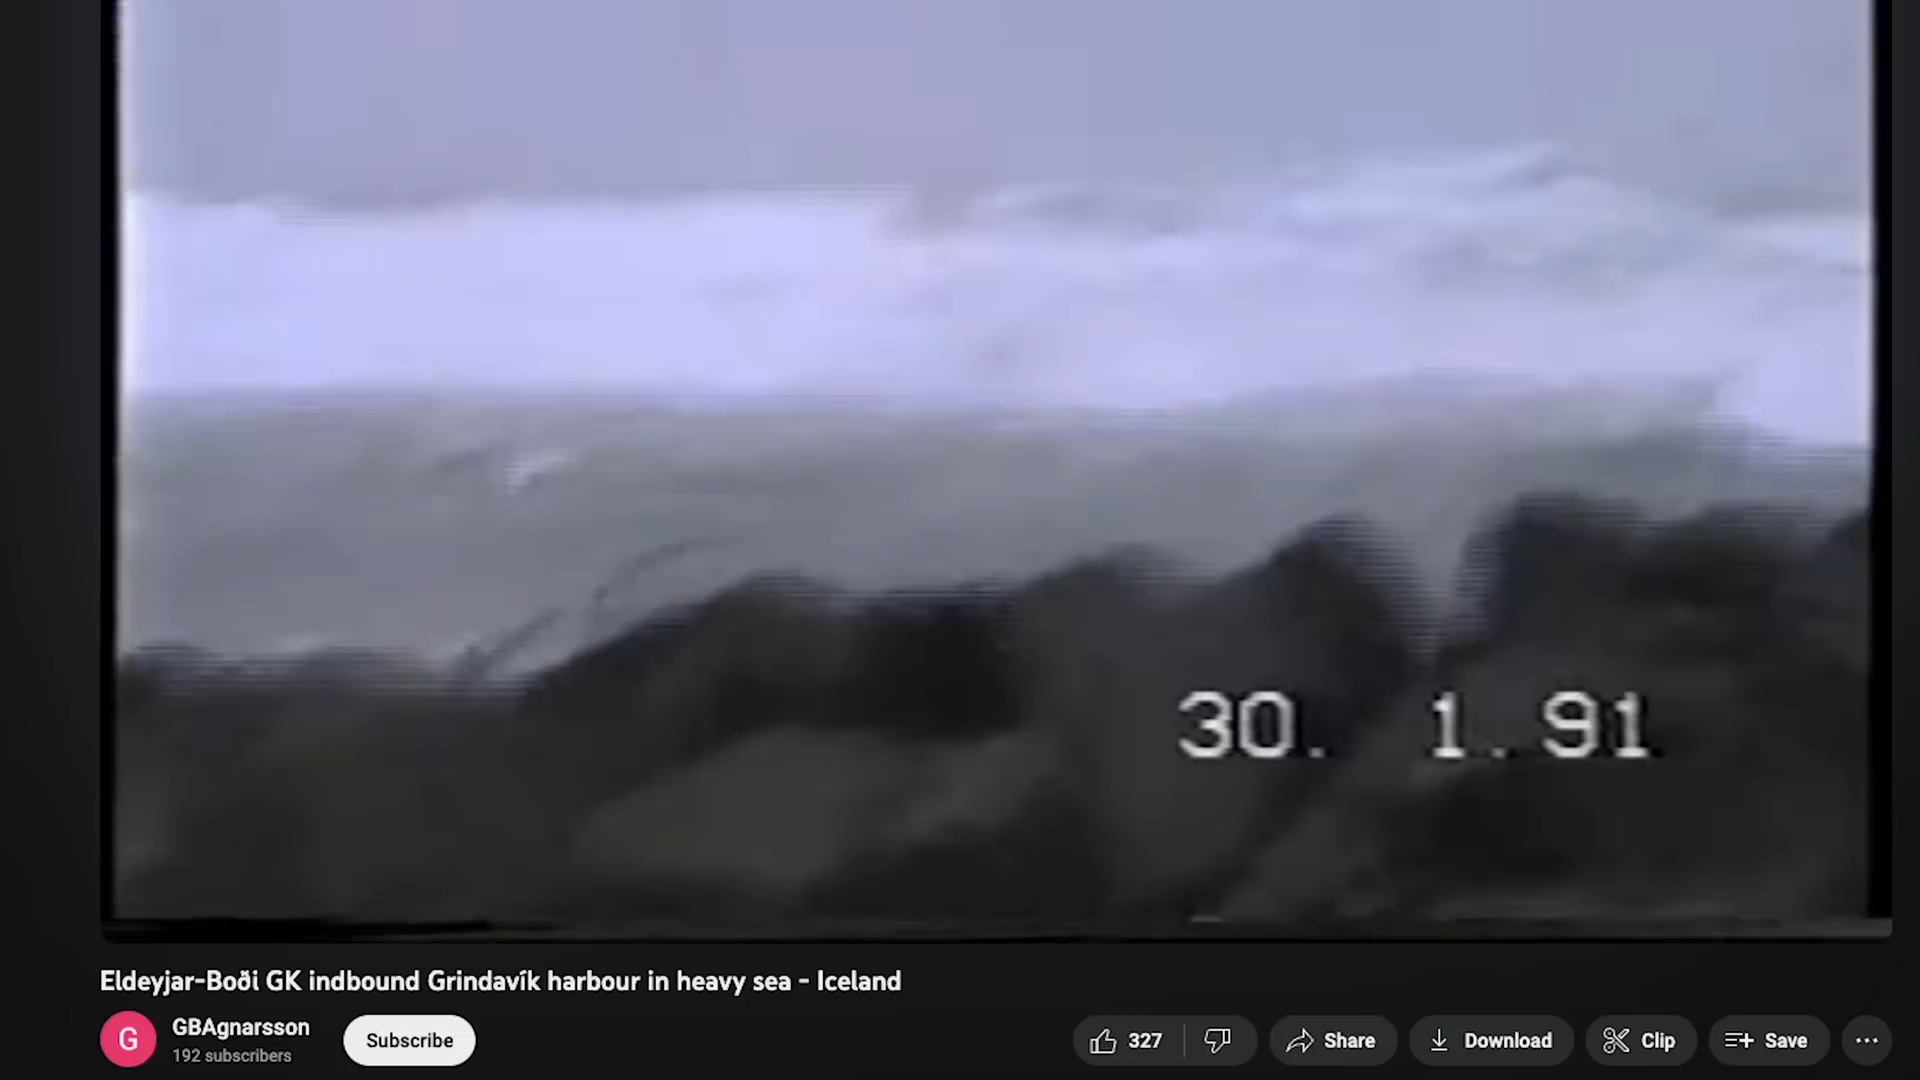 30. 1. 91
Eldeyjar-Boði GK indbound Grindavík harbour in heavy sea - Iceland
G
GBAgnarsson
192 subscribers
Subscribe
327
Share
Download
Clip
Save